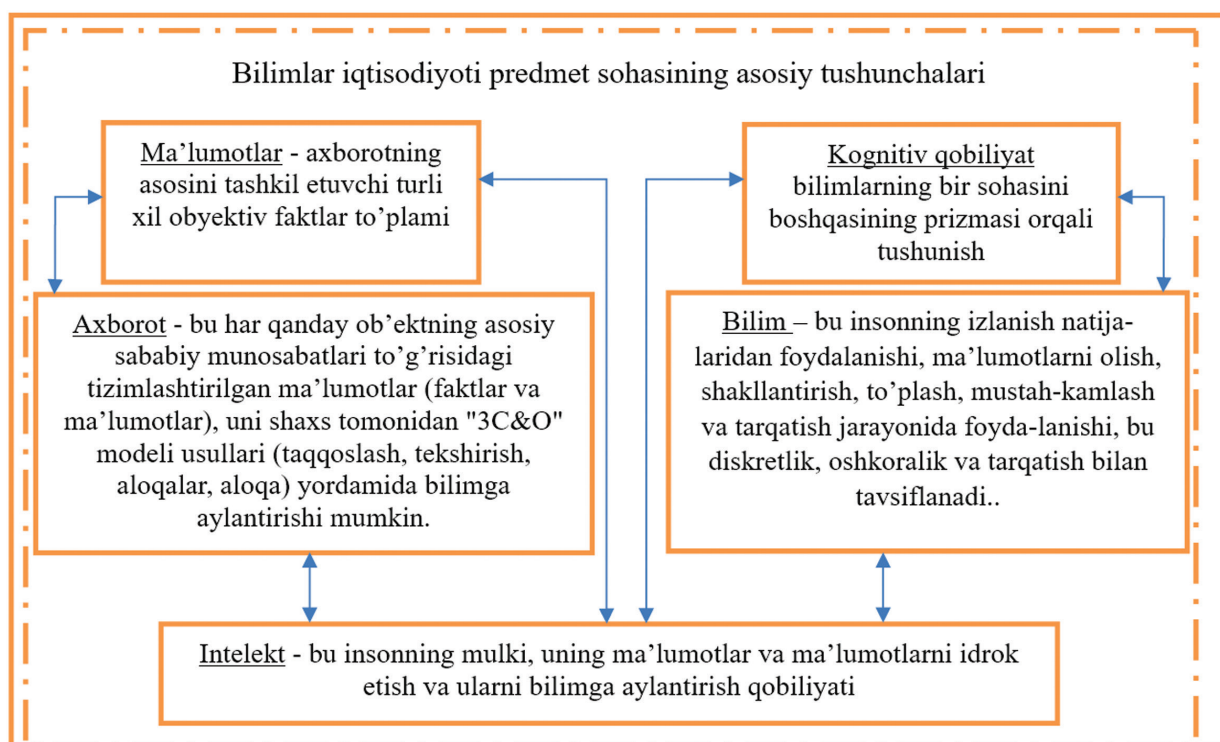 Bilimlar iqtisodiyoti predmet sohasining asosiy tushunchalari
Ma’lumotlar - axborotning
asosini tashkil etuvchi turli
xil obyektiv faktlar to’plami
Kognitiv qobiliyat
bilimlarning bir sohasini
boshqasining prizmasi orqali
tushunish
Axborot - bu har qanday ob’ektning asosiy
sababiy munosabatlari to’g’risidagi
tizimlashtirilgan ma’lumotlar (faktlar va
ma’lumotlar), uni shaxs tomonidan "3C&O"
modeli usullari (taqqoslash, tekshirish,
aloqalar, aloqa) yordamida bilimga
aylantirishi mumkin.
Bilim – bu insonning izlanish natija-
laridan foydalanishi, ma’lumotlarni olish,
shakllantirish, to’plash, mustah-kamlash
va tarqatish jarayonida foyda-lanishi, bu
diskretlik, oshkoralik va tarqatish bilan
tavsiflanadi..
Intelekt - bu insonning mulki, uning ma’lumotlar va ma’lumotlarni idrok
etish va ularni bilimga aylantirish qobiliyati